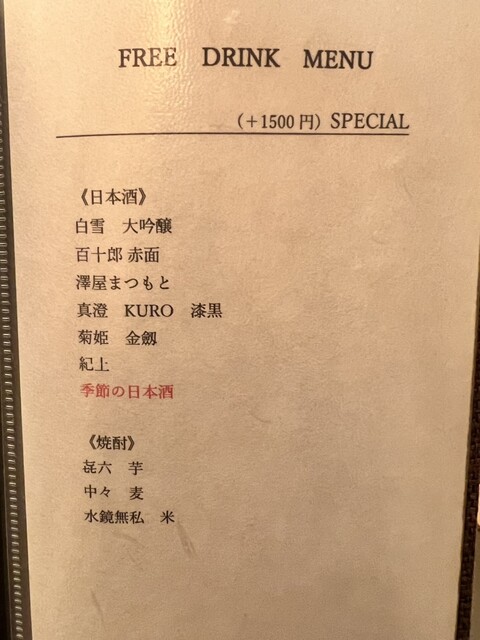 FREE DRINK MENU
(+1500円) SPECIAL
《日本酒》
白雪 大吟醸
百十郎 赤面
澤屋まつもと
真澄 KURO 漆黒
菊姫 金劔
紀上
季節の日本酒
《焼酎》
㐂六 芋
中々 麦
水鏡無私 米